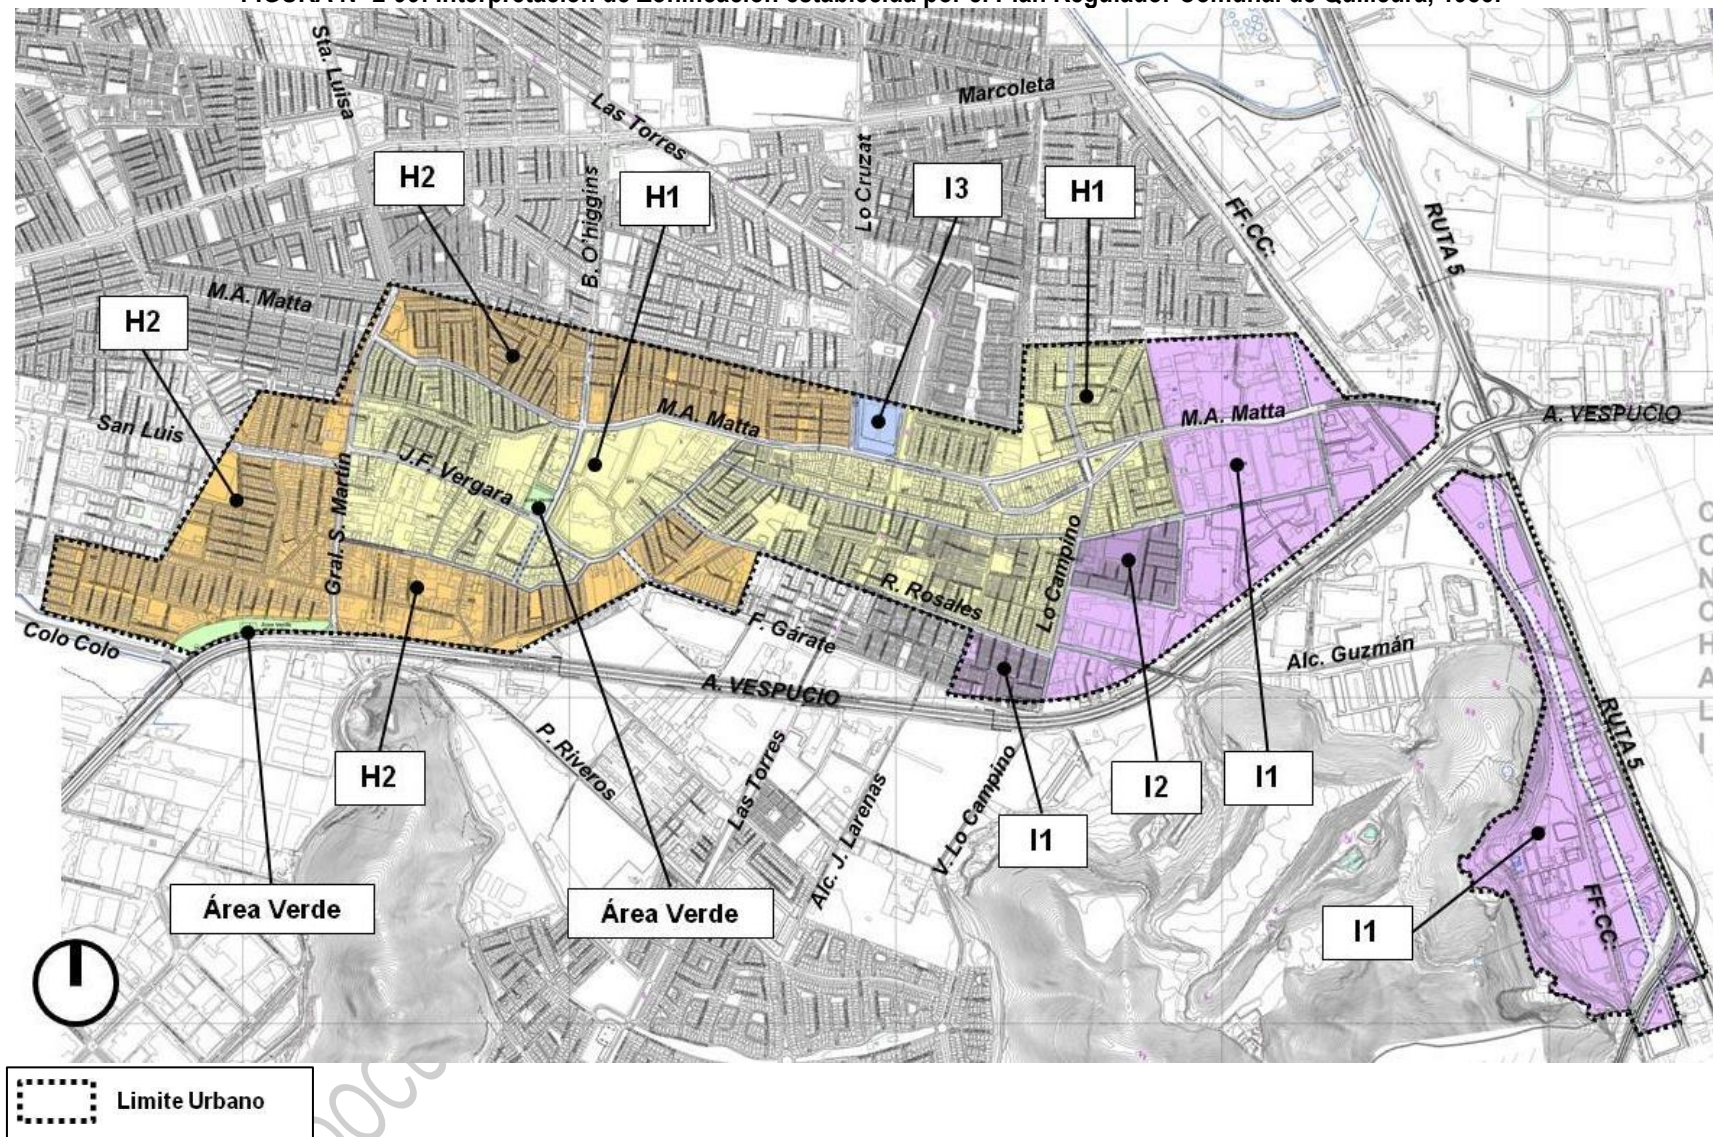 Sta. Luisa
Las Torres
Marcoleta
Lo Cruzat
B. O'higgins
H2
H1
I3
H1
FF.CC.
RUTA 5
M.A. Matta
H2
San Luis
M.A. Matta
M.A. Matta
A. VESPUCIO
J.F. Vergara
Gral. S. Martín
Lo Campino
R. Rosales
F. Gárate
Colo Colo
A. VESPUCIO
Alc. Guzmán
CONCHALI
RUTA 5
P. Riveros
Las Torres
Alc. J. Larenas
V. Lo Campino
H2
I2
I1
I1
Área Verde
Área Verde
I1
FF.CC.
Limite Urbano